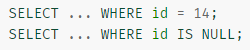 SELECT ... WHERE id = 14;
SELECT ... WHERE id IS NULL;